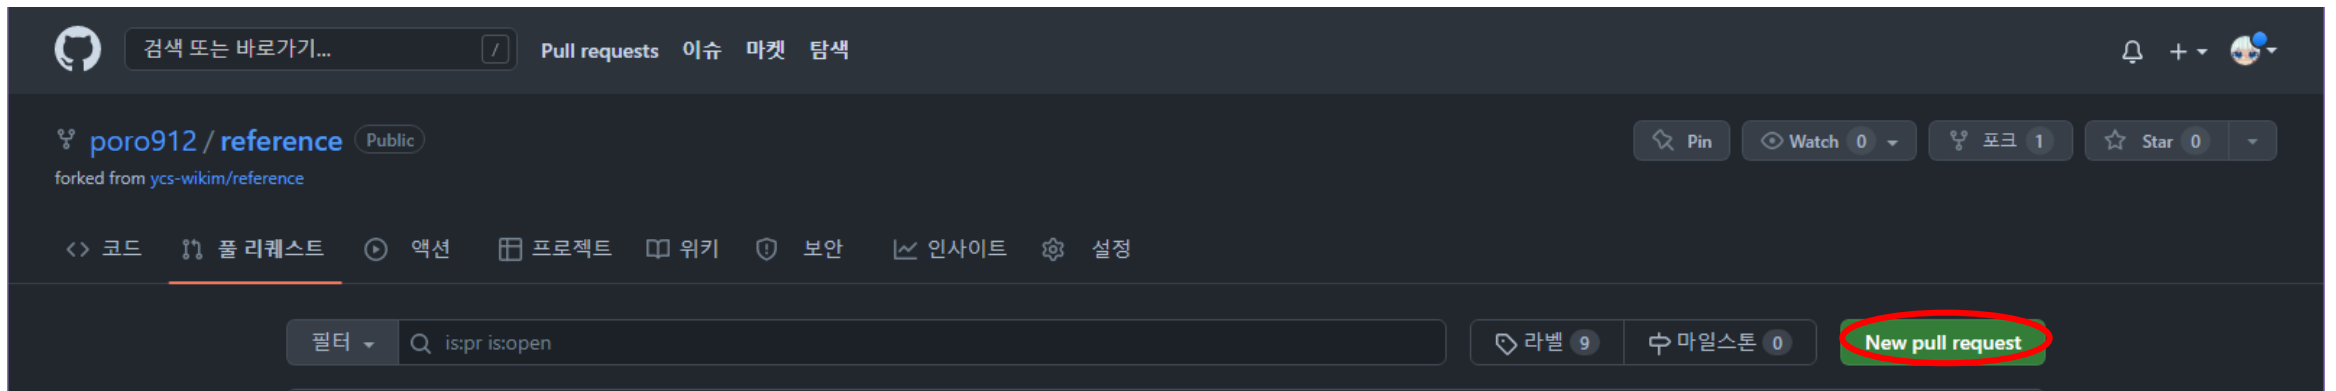 검색 또는 바로가기... / Pull requests 이슈 마켓 탐색
poro912 / reference Public Pin Watch 0 포크 1 Star 0
forked from ycs-wikim/reference
<> 코드 풀 리퀘스트 액션 프로젝트 위키 보안 인사이트 설정
필터 is:pr is:open 라벨 9 마일스톤 0 New pull request